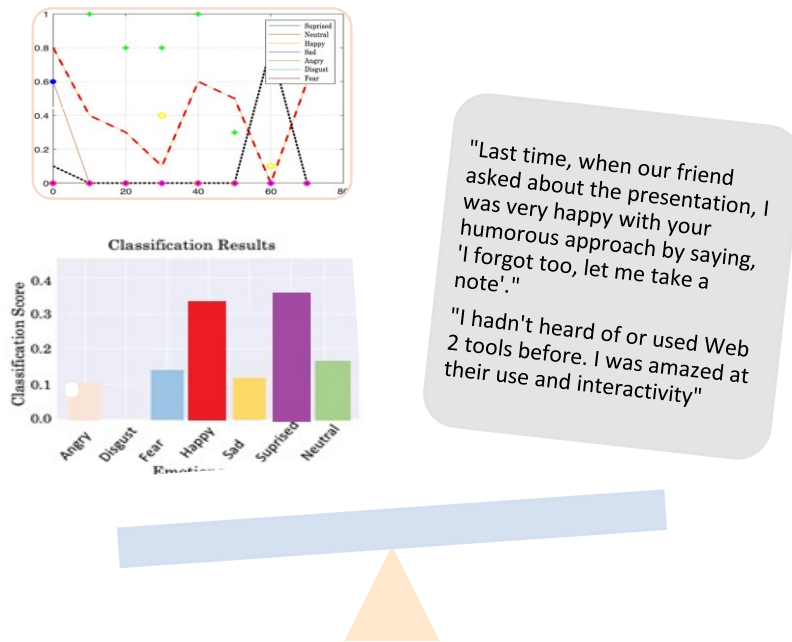 1
0.8
0.6
0.4
0.2
0
0 20 40 60 80
Suprised
Neutral
Happy
Sad
Angry
Disgust
Fear
Classification Results
Classification Score
0.4
0.3
0.2
0.1
0.0
Angry Disgust Fear Happy Sad Suprised Neutral
"Last time, when our friend
asked about the presentation, I
was very happy with your
humorous approach by saying,
'I forgot too, let me take a
note'."
"I hadn't heard of or used Web
2 tools before. I was amazed at
their use and interactivity"